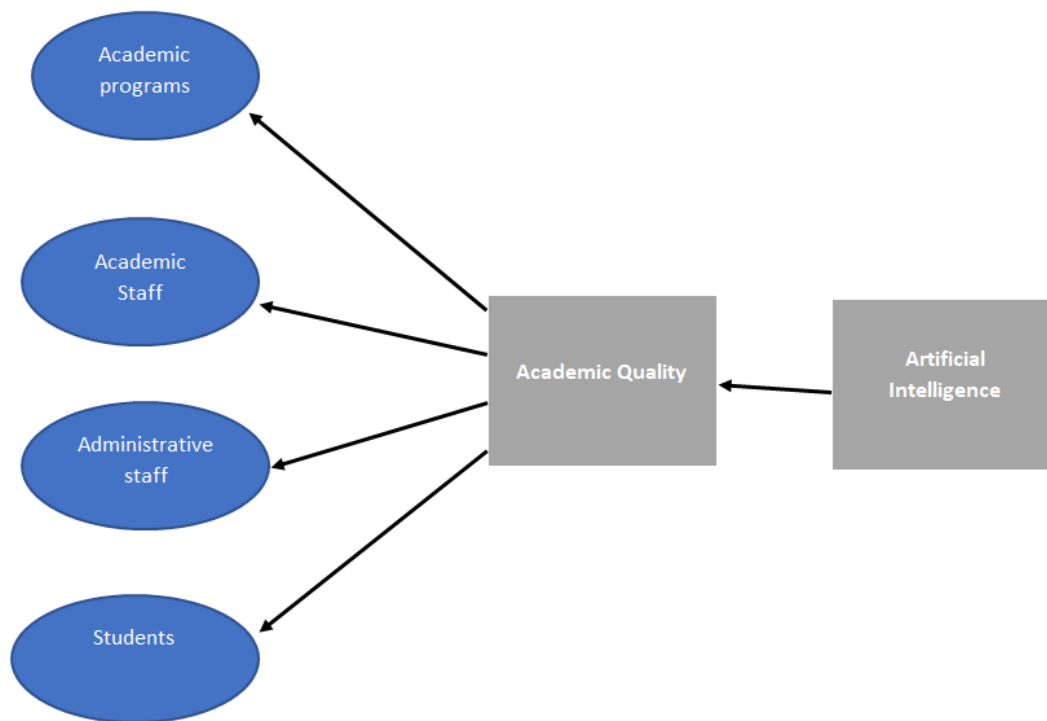 Academic
programs
Academic
Staff
Administrative
staff
Students
Academic Quality
Artificial
Intelligence